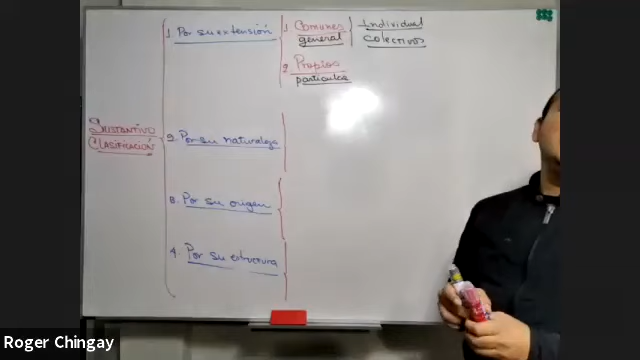 Sustantivo
Clasificación
1. Por su extensión
1 Comunes
general
Individual
colectivos
2 Propios
particular
2. Por su naturaleza
3. Por su origen
4. Por su estructura
Roger Chingay